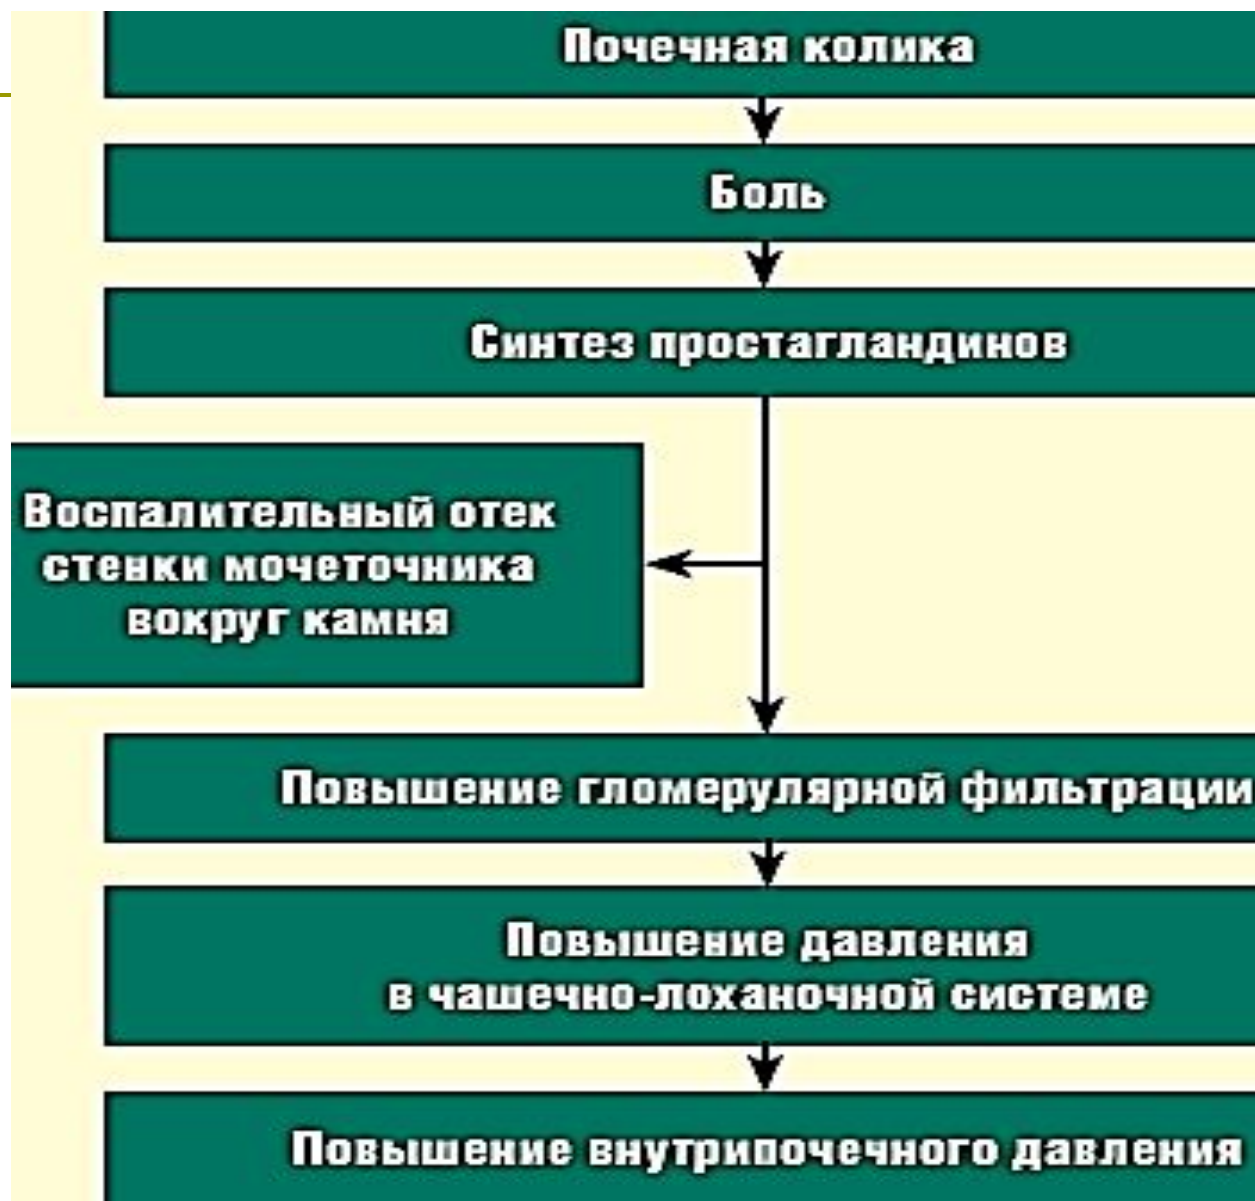 Почечная колика
Боль
Синтез простагландинов
Воспалительный отек
стенки мочеточника
вокруг камня
Повышение гломерулярной фильтрации
Повышение давления
в чашечно-лоханочной системе
Повышение внутрипочечного давления